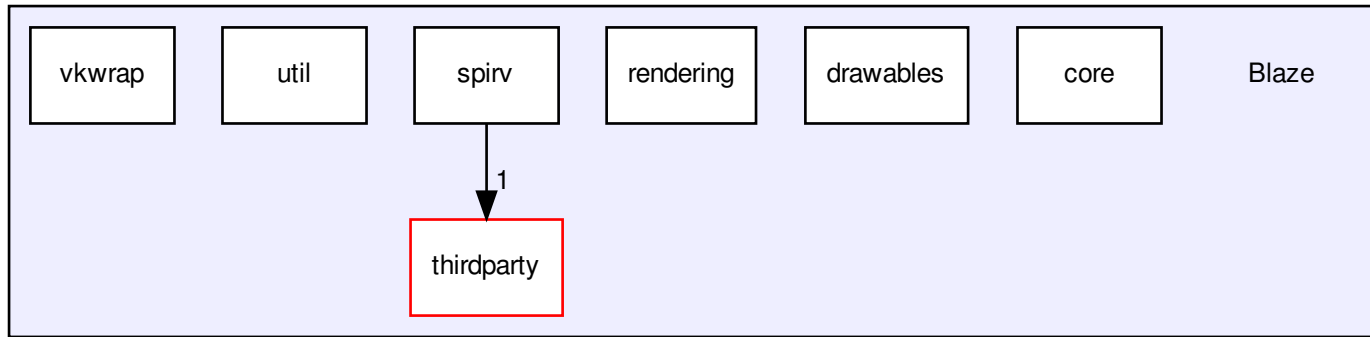 vkwrap
util
spirv
rendering
drawables
core
Blaze
1
thirdparty